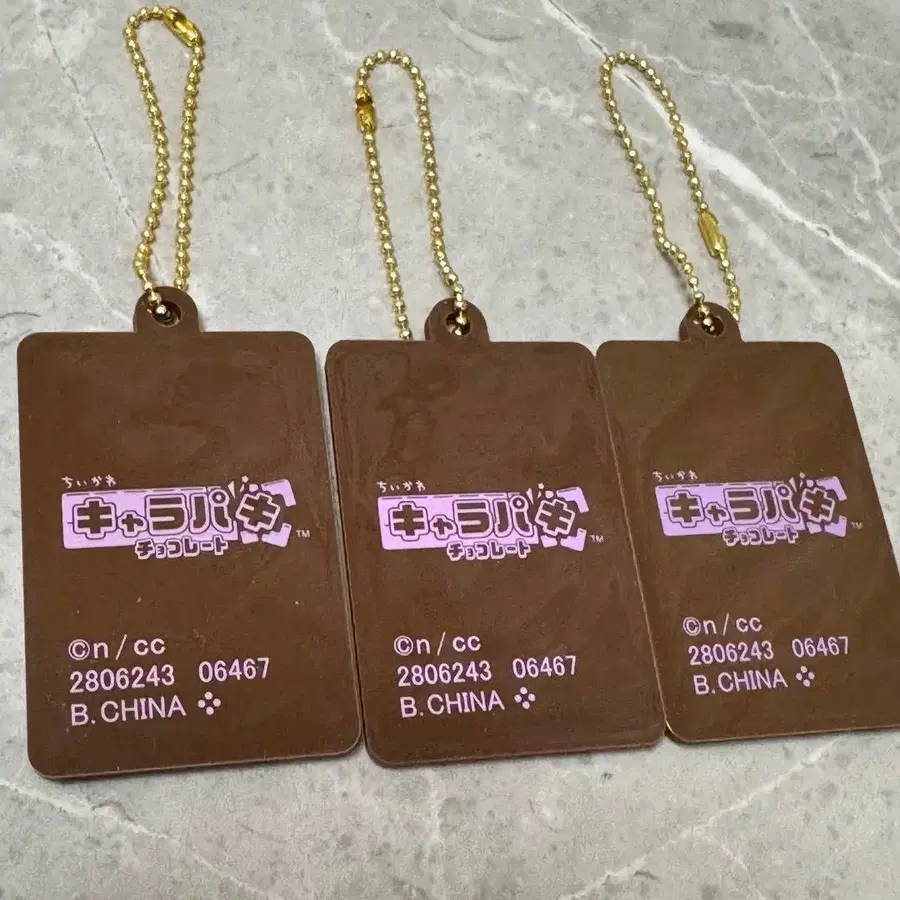 ちいかわ
キャラパキ
チョコレート TM
©n/cc
2806243 06467
B.CHINA
ちいかわ
キャラパキ
チョコレート TM
©n/cc
2806243 06467
B.CHINA
ちいかわ
キャラパキ
チョコレート TM
©n/cc
2806243 06467
B.CHINA